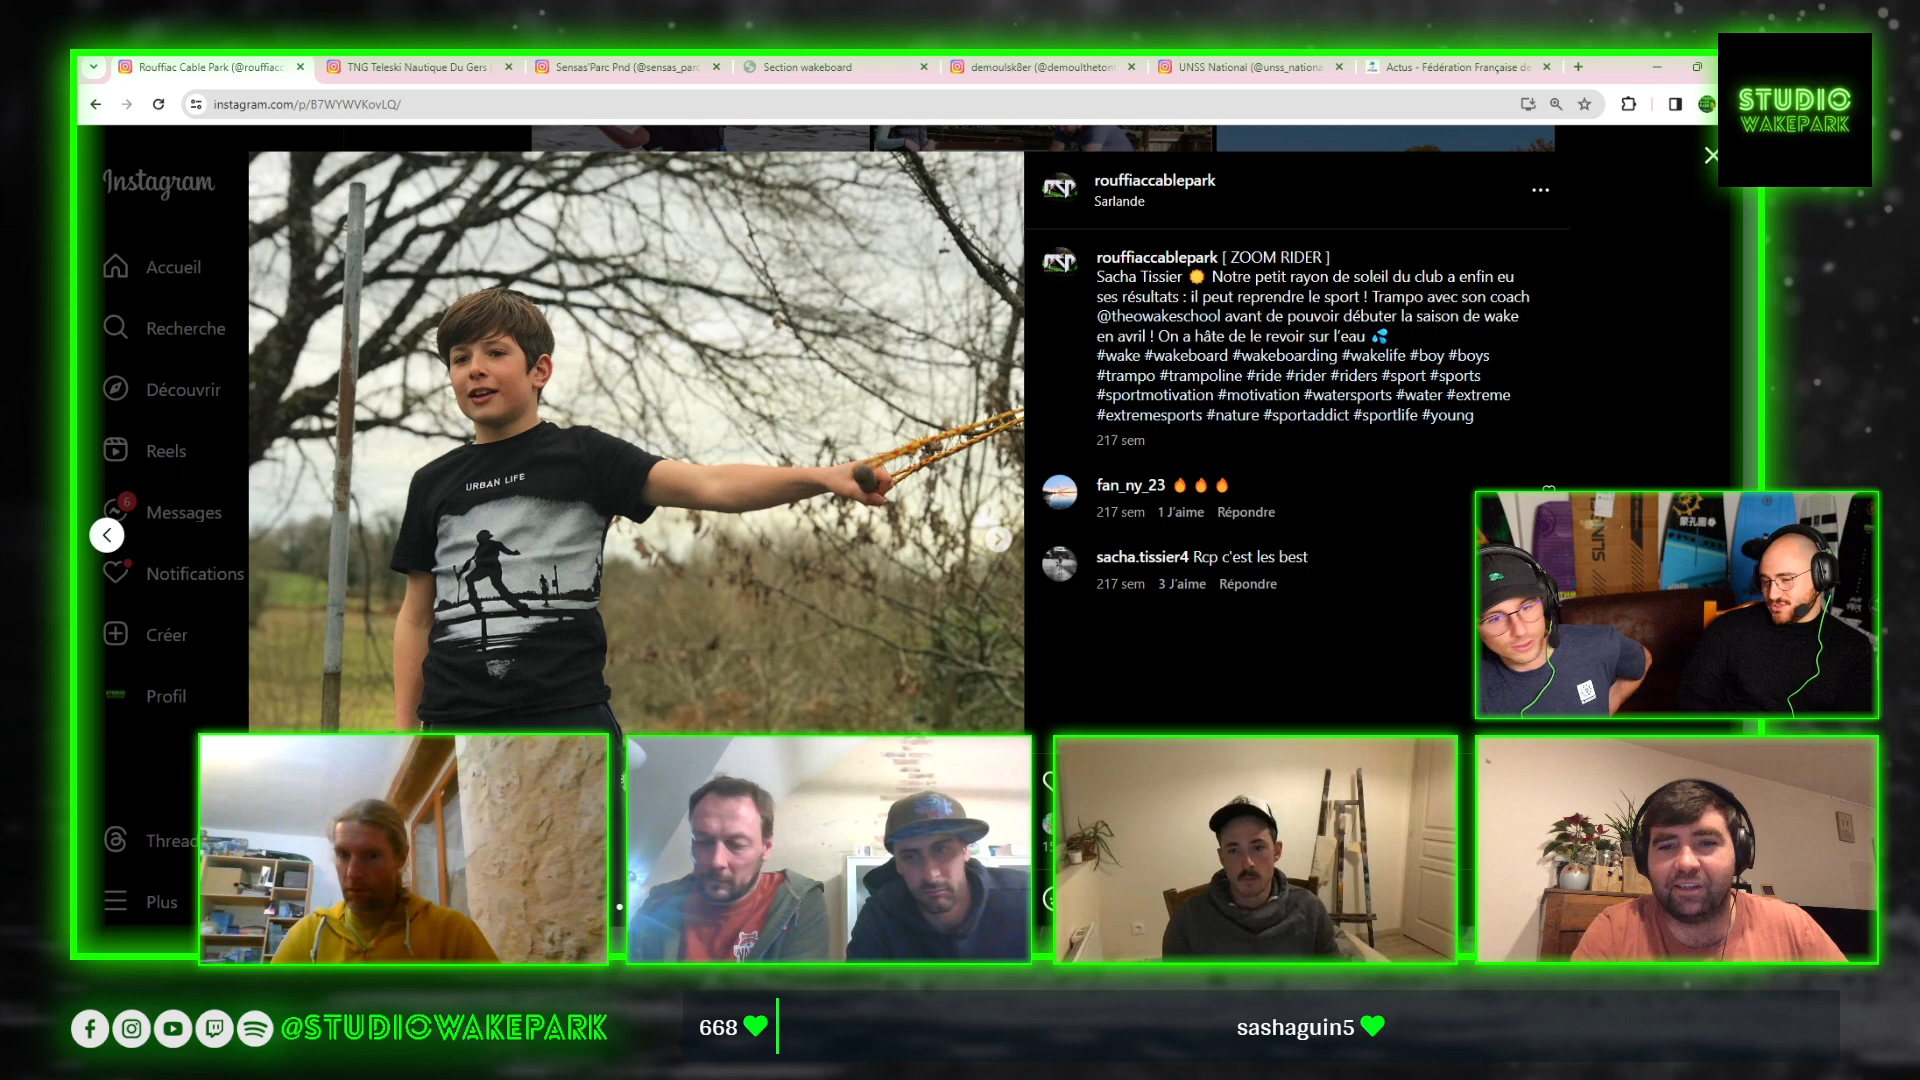 Rouffiac Cable Park (@rouffiacc
TNG Teleski Nautique Du Gers
Sensas'Parc Pnd (@sensas_parc
Section wakeboard
demoulsk8er (@demoulthetont
UNSS National (@unss_nationa
Actus - Fédération Française de
instagram.com/p/B7WYWVKovLQ/
STUDIO
WAKEPARK
Instagram
Accueil
Recherche
Découvrir
Reels
6
Messages
Notifications
Créer
Profil
Thread
Plus
URBAN LIFE
rouffiaccablepark
Sarlande
rouffiaccablepark [ ZOOM RIDER ]
Sacha Tissier ☀️ Notre petit rayon de soleil du club a enfin eu
ses résultats : il peut reprendre le sport ! Trampo avec son coach
@theowakeschool avant de pouvoir débuter la saison de wake
en avril ! On a hâte de le revoir sur l'eau 💦
#wake #wakeboard #wakeboarding #wakelife #boy #boys
#trampo #trampoline #ride #rider #riders #sport #sports
#sportmotivation #motivation #watersports #water #extreme
#extremesports #nature #sportaddict #sportlife #young
217 sem
fan_ny_23 🔥 🔥 🔥
217 sem 1 J'aime Répondre
sacha.tissier4 Rcp c'est les best
217 sem 3 J'aime Répondre
@STUDIOWAKEPARK
668 💚
sashaguin5 💚